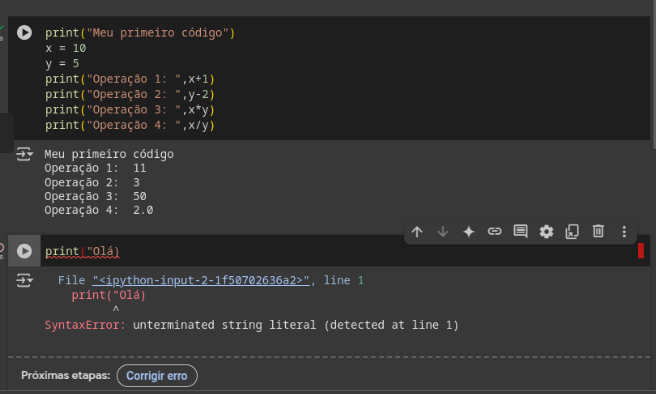 print("Meu primeiro código")
x = 10
y = 5
print("Operação 1: ",x+1)
print("Operação 2: ",y-2)
print("Operação 3: ",x*y)
print("Operação 4: ",x/y)
Meu primeiro código
Operação 1:  11
Operação 2:  3
Operação 3:  50
Operação 4:  2.0
print("Olá)
File "<ipython-input-2-1f50702636a2>", line 1
print("Olá)
^
SyntaxError: unterminated string literal (detected at line 1)
Próximas etapas: Corrigir erro